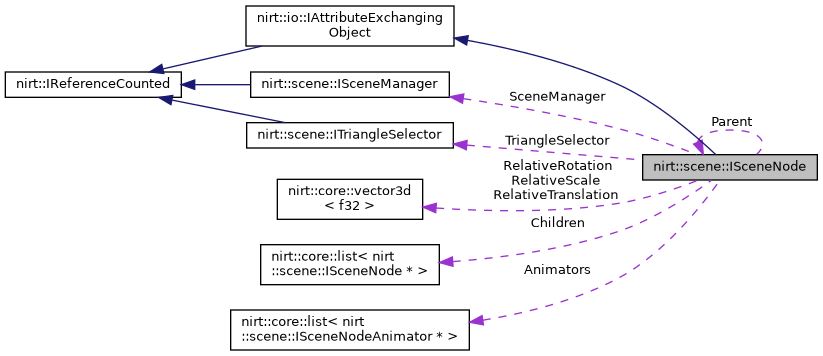 nirt::io::IAttributeExchanging
Object
nirt::IReferenceCounted
nirt::scene::ISceneManager
SceneManager
Parent
nirt::scene::ITriangleSelector
TriangleSelector
nirt::scene::ISceneNode
RelativeRotation
RelativeScale
RelativeTranslation
nirt::core::vector3d
< f32 >
Children
nirt::core::list< nirt
::scene::ISceneNode * >
Animators
nirt::core::list< nirt
::scene::ISceneNodeAnimator * >